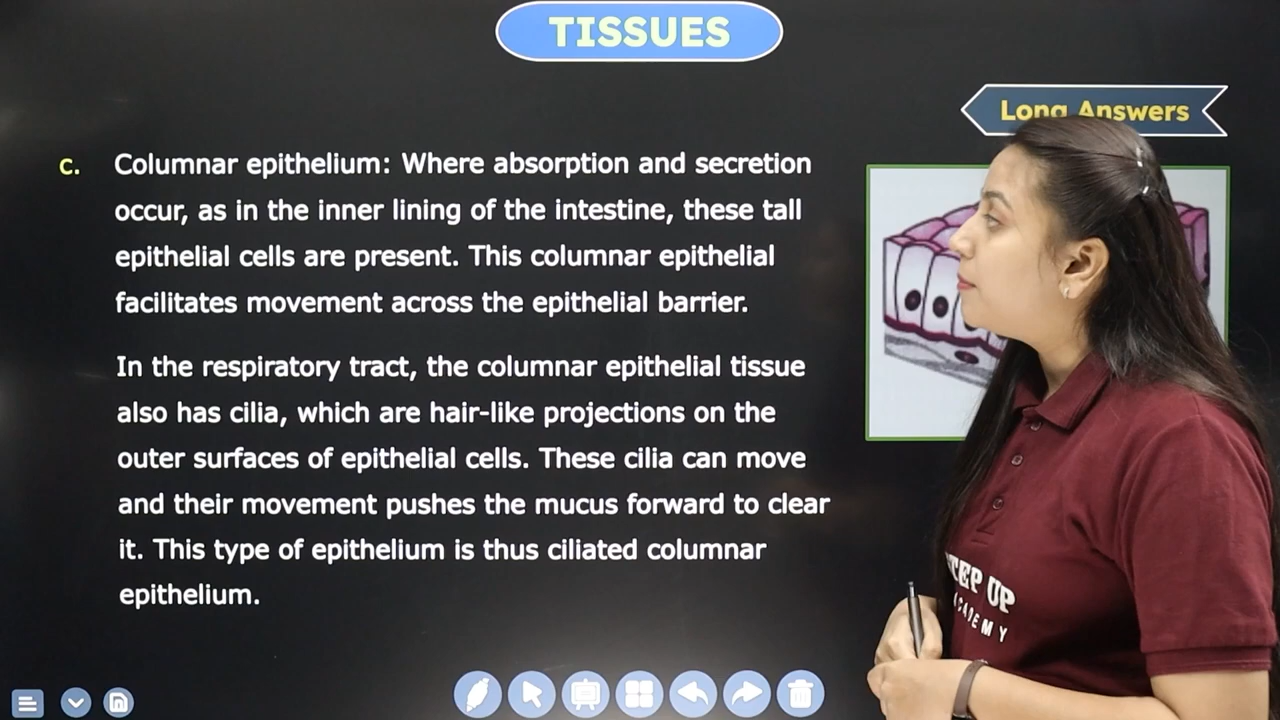 TISSUES
Long Answers
c. Columnar epithelium: Where absorption and secretion
occur, as in the inner lining of the intestine, these tall
epithelial cells are present. This columnar epithelial
facilitates movement across the epithelial barrier.
In the respiratory tract, the columnar epithelial tissue
also has cilia, which are hair-like projections on the
outer surfaces of epithelial cells. These cilia can move
and their movement pushes the mucus forward to clear
it. This type of epithelium is thus ciliated columnar
epithelium.
TEP UP
CADEMY